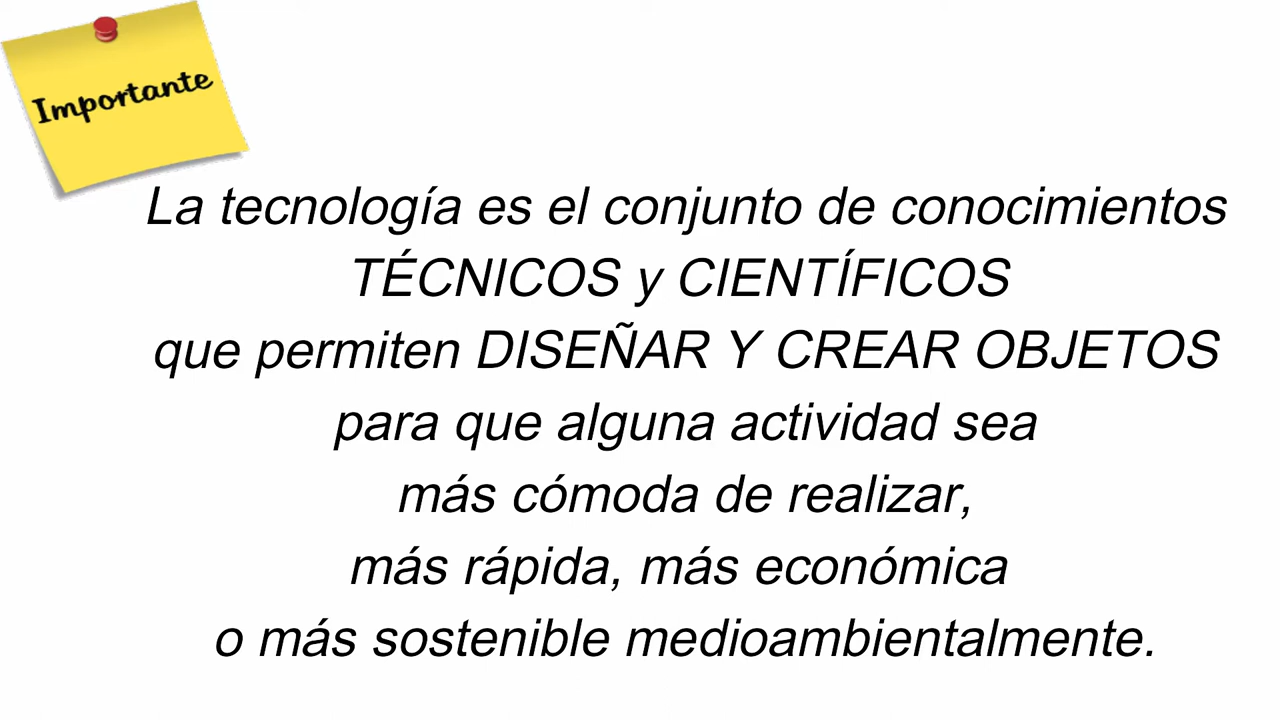 Importante
La tecnología es el conjunto de conocimientos
TÉCNICOS y CIENTÍFICOS
que permiten DISEÑAR Y CREAR OBJETOS
para que alguna actividad sea
más cómoda de realizar,
más rápida, más económica
o más sostenible medioambientalmente.